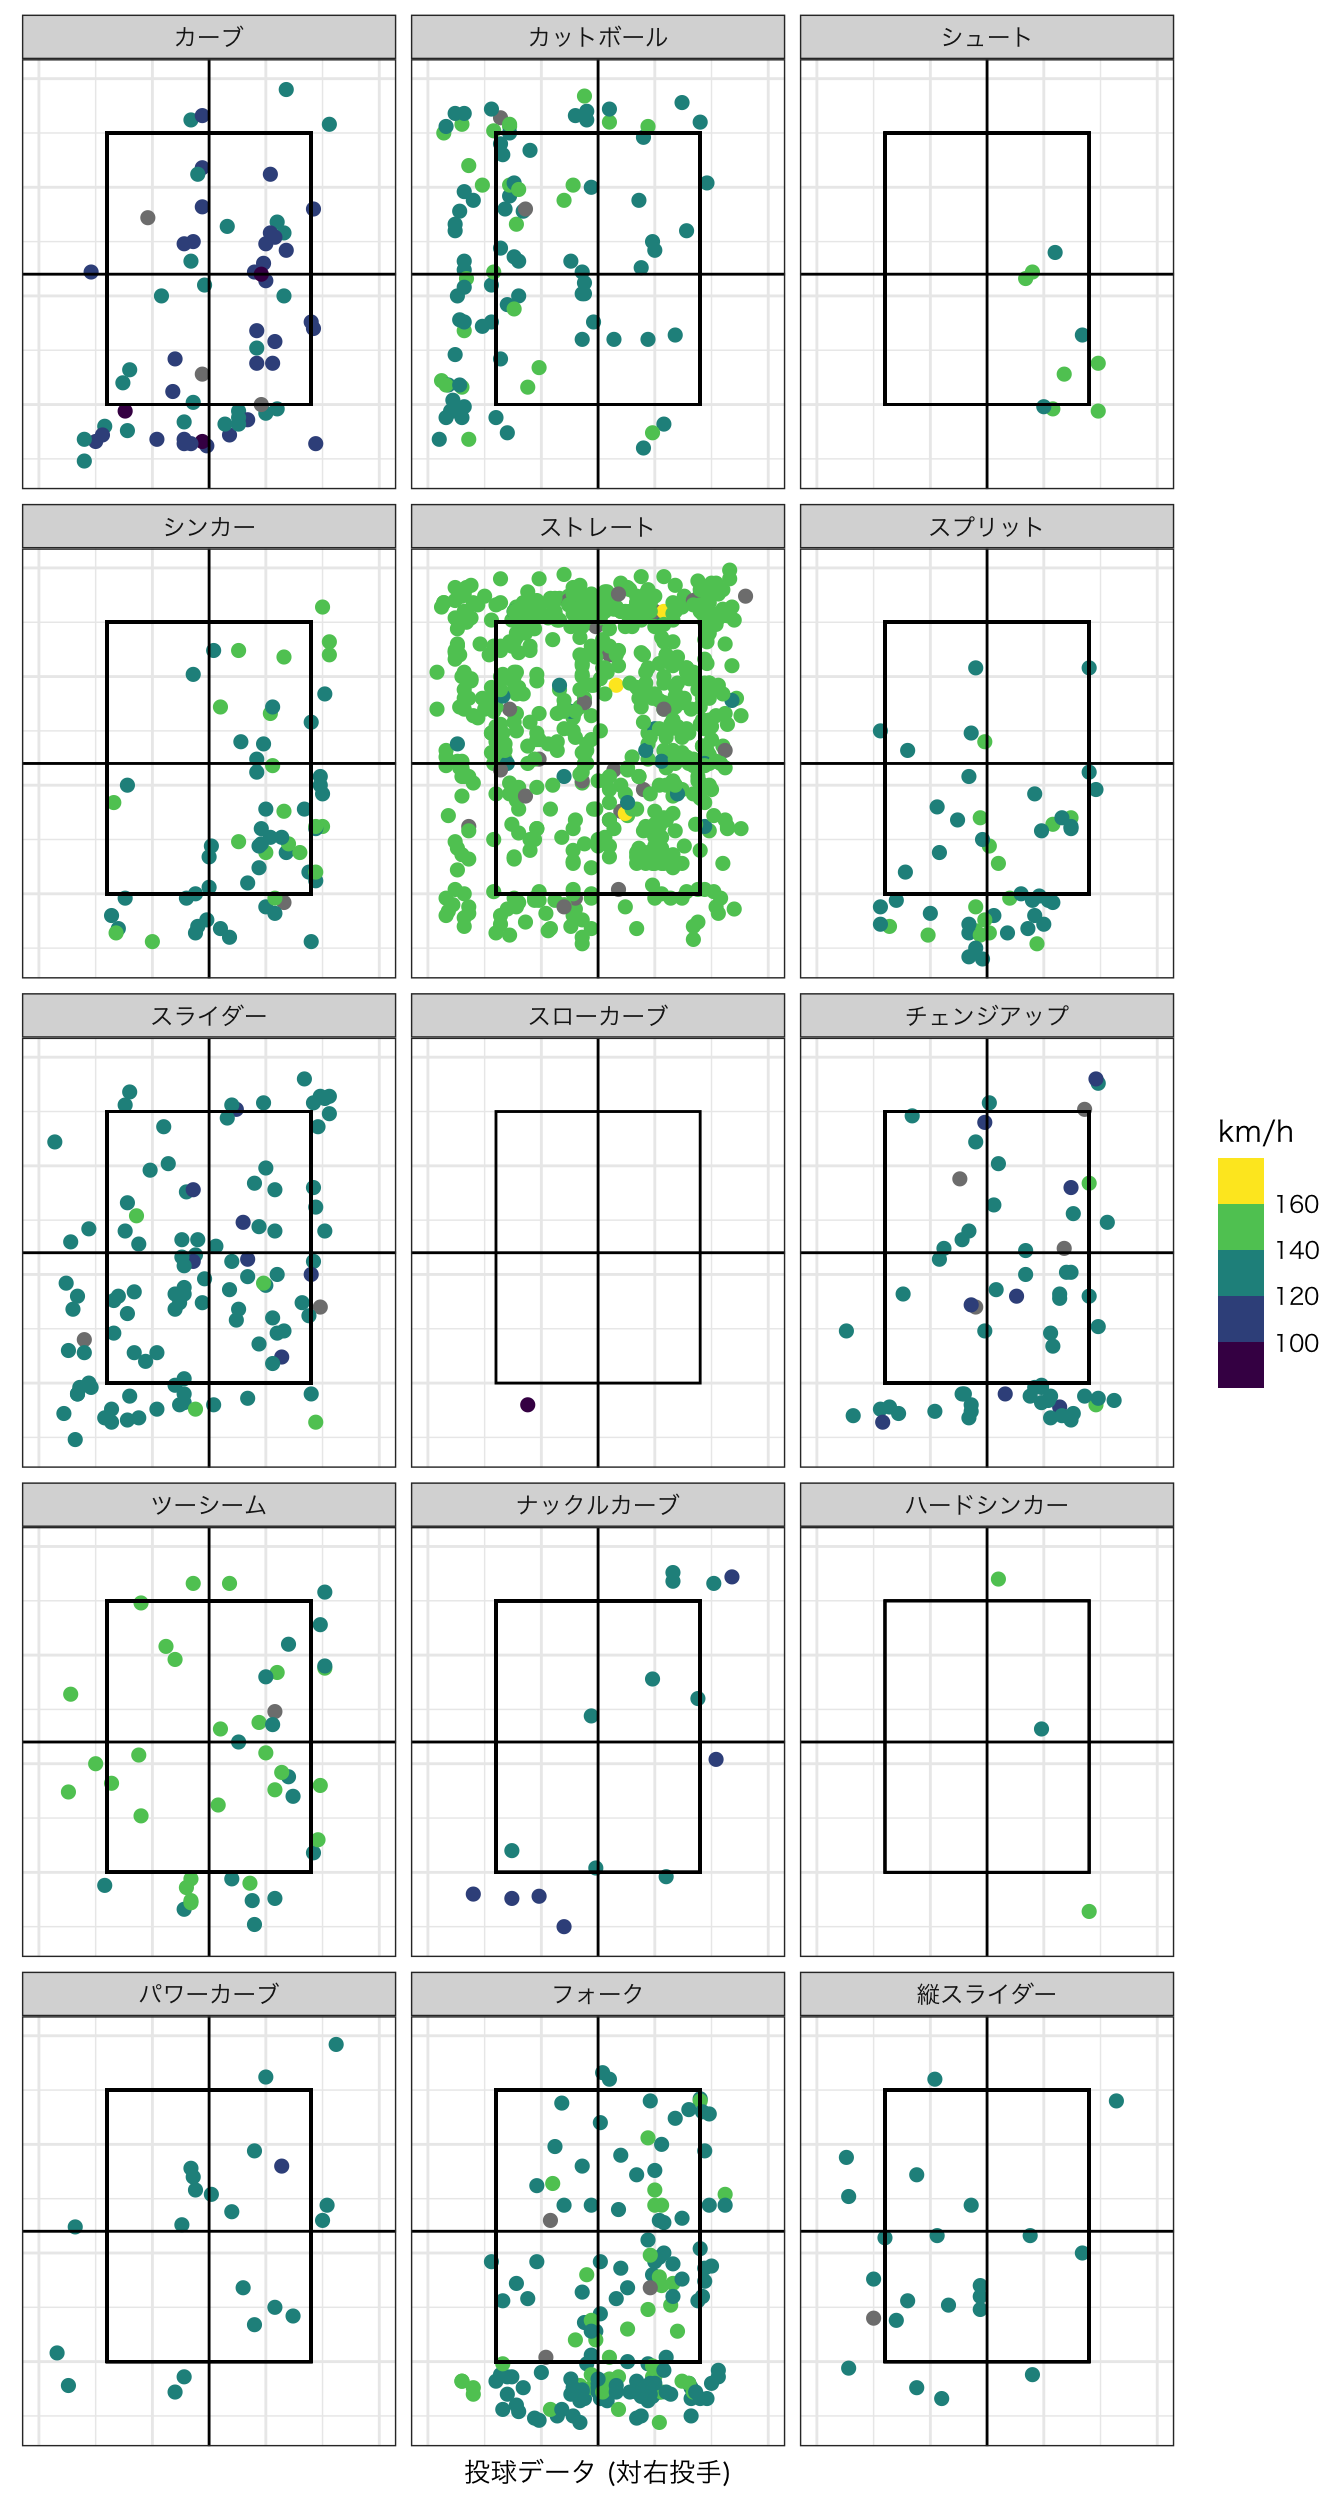 カーブ
カットボール
シュート
シンカー
ストレート
スプリット
スライダー
スローカーブ
チェンジアップ
km/h
160
140
120
100
ツーシーム
ナックルカーブ
ハードシンカー
パワーカーブ
フォーク
縦スライダー
投球データ (対右投手)